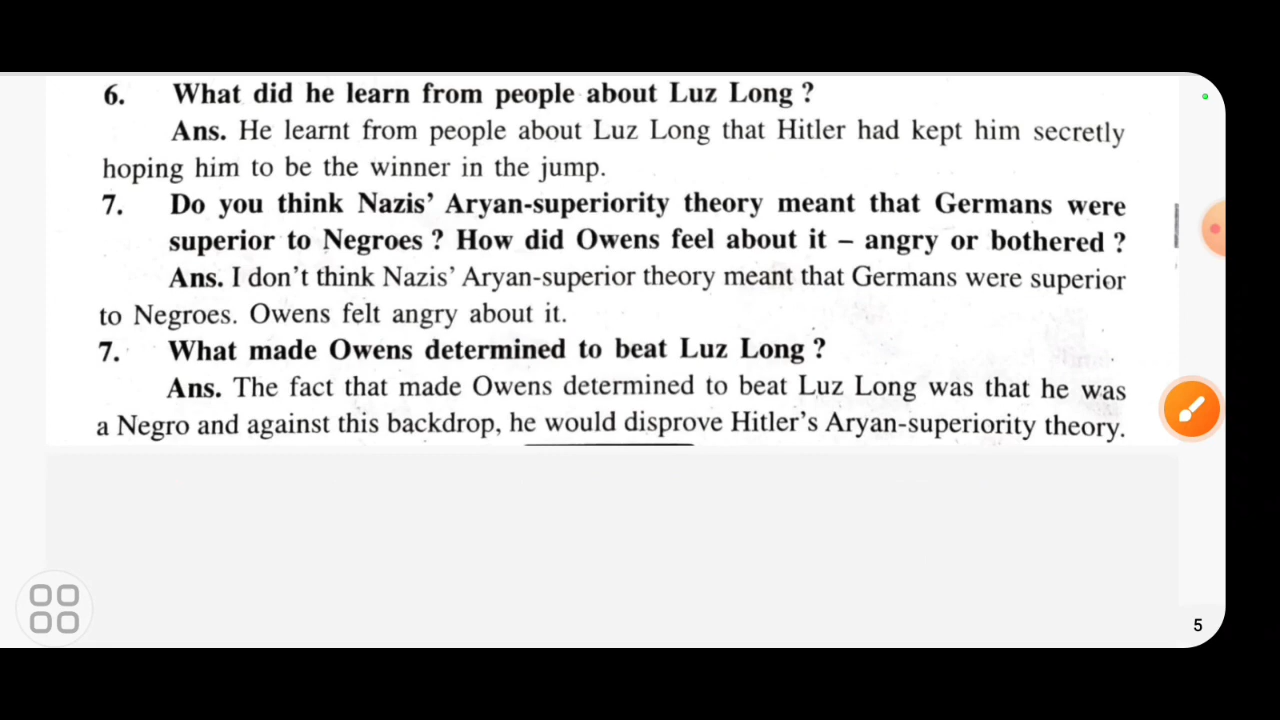 6. What did he learn from people about Luz Long ?
Ans. He learnt from people about Luz Long that Hitler had kept him secretly
hoping him to be the winner in the jump.
7. Do you think Nazis’ Aryan-superiority theory meant that Germans were
superior to Negroes ? How did Owens feel about it – angry or bothered ?
Ans. I don’t think Nazis’ Aryan-superior theory meant that Germans were superior
to Negroes. Owens felt angry about it.
7. What made Owens determined to beat Luz Long ?
Ans. The fact that made Owens determined to beat Luz Long was that he was
a Negro and against this backdrop, he would disprove Hitler’s Aryan-superiority theory.
5